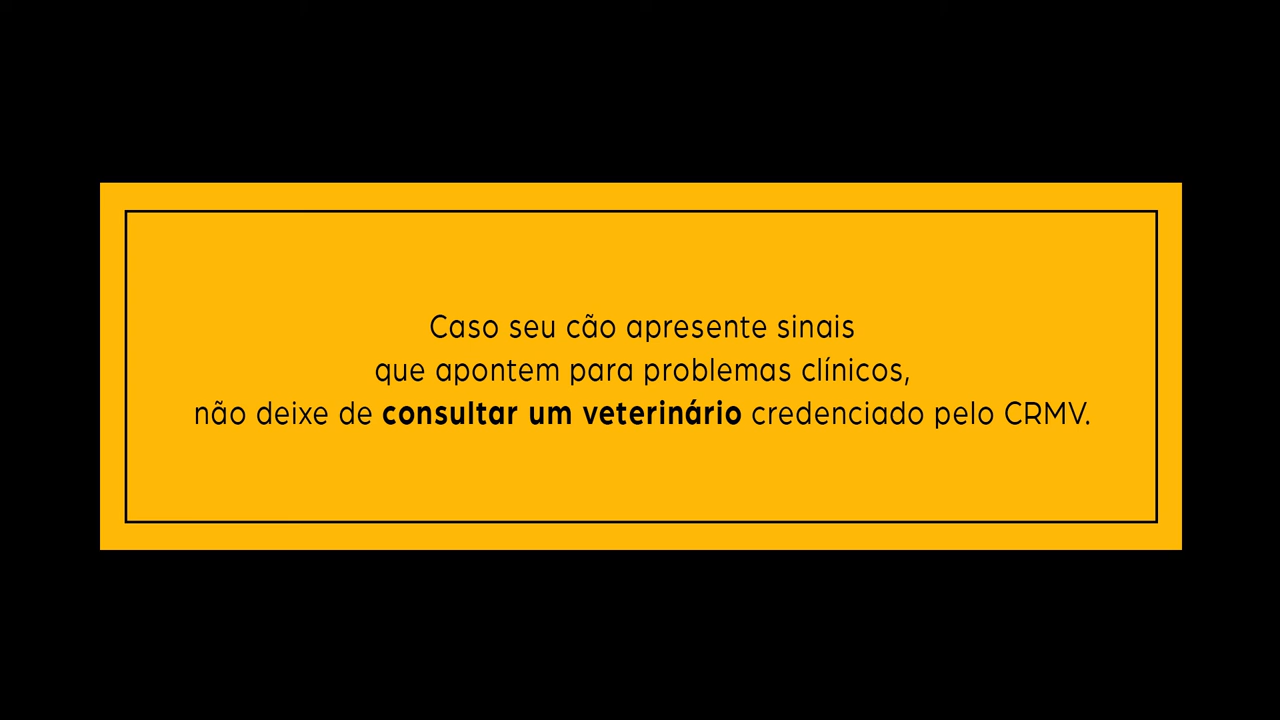 Caso seu cão apresente sinais
que apontem para problemas clínicos,
não deixe de consultar um veterinário credenciado pelo CRMV.